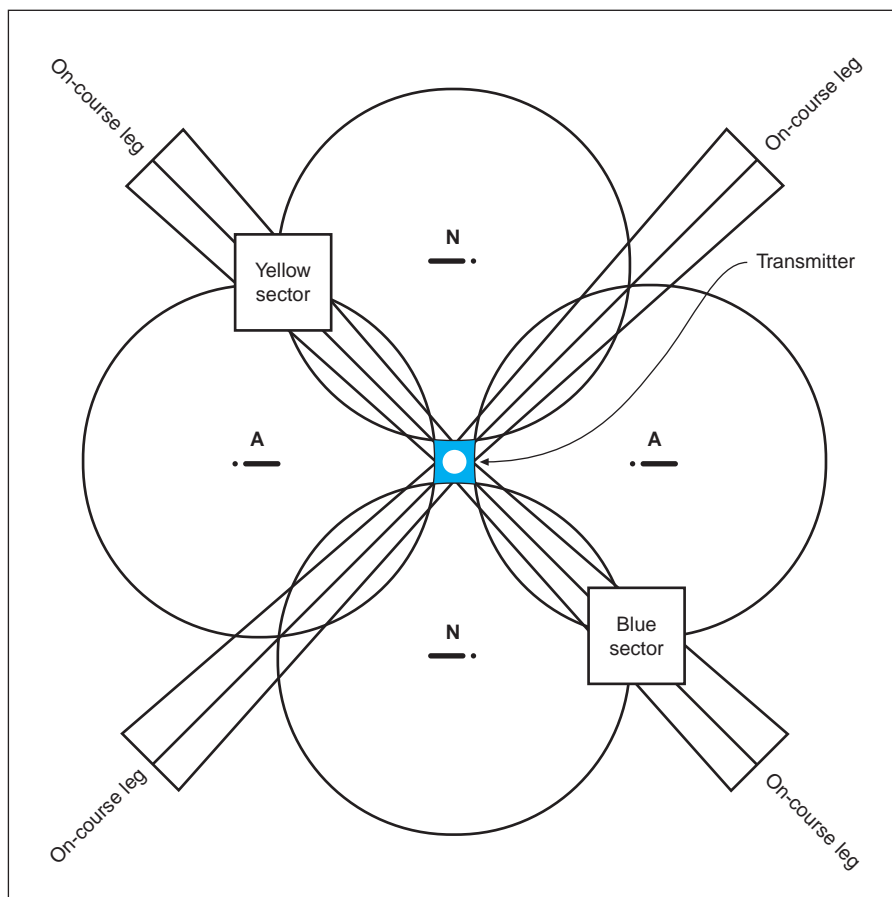 On-course leg
On-course leg
N
Yellow
sector
Transmitter
A
A
N
Blue
sector
On-course leg
On-course leg